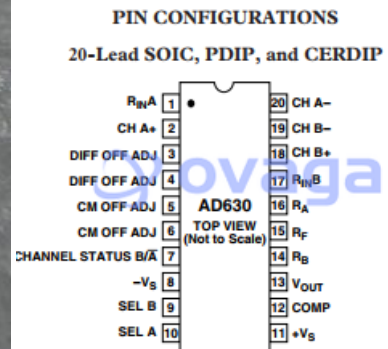 PIN CONFIGURATIONS
20-Lead SOIC, PDIP, and CERDIP
RINA 1
CH A+ 2
DIFF OFF ADJ 3
DIFF OFF ADJ 4
CM OFF ADJ 5
CM OFF ADJ 6
CHANNEL STATUS B/A̅ 7
–VS 8
SEL B 9
SEL A 10
AD630
TOP VIEW
(Not to Scale)
20 CH A–
19 CH B–
18 CH B+
17 RINB
16 RA
15 RF
14 RB
13 VOUT
12 COMP
11 +VS
ovaga